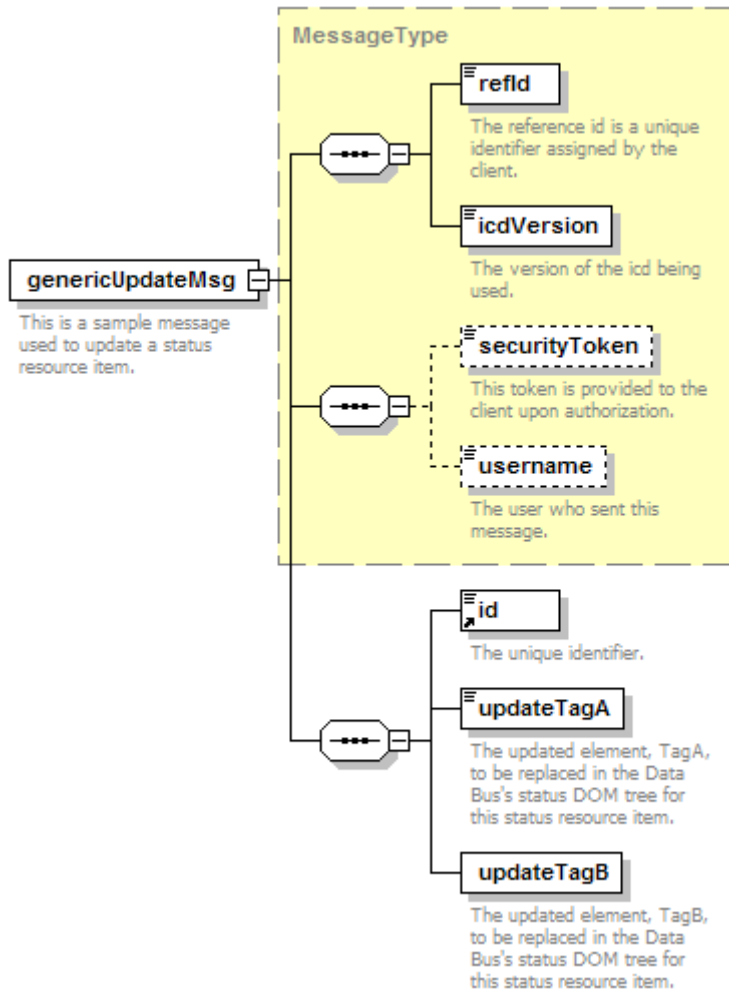 MessageType
refId
The reference id is a unique
identifier assigned by the
client.
icdVersion
The version of the icd being
used.
genericUpdateMsg
This is a sample message
used to update a status
resource item.
securityToken
This token is provided to the
client upon authorization.
username
The user who sent this
message.
id
The unique identifier.
updateTagA
The updated element, TagA,
to be replaced in the Data
Bus's status DOM tree for
this status resource item.
updateTagB
The updated element, TagB,
to be replaced in the Data
Bus's status DOM tree for
this status resource item.